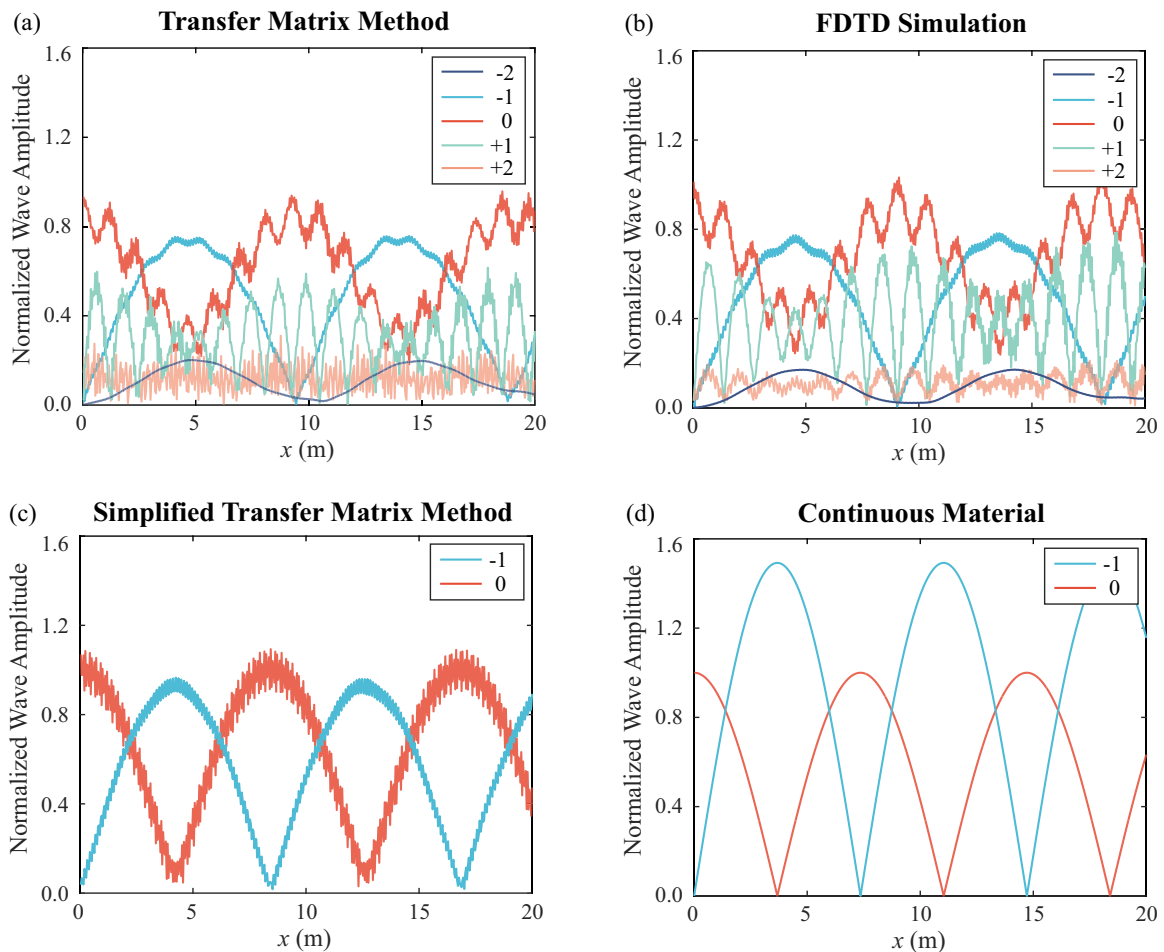 (a) Transfer Matrix Method
Normalized Wave Amplitude
1.6
1.2
0.8
0.4
0.0
-2
-1
0
+1
+2
0 5 10 15 20
x (m)
(b) FDTD Simulation
Normalized Wave Amplitude
1.6
1.2
0.8
0.4
0.0
-2
-1
0
+1
+2
0 5 10 15 20
x (m)
(c) Simplified Transfer Matrix Method
Normalized Wave Amplitude
1.6
1.2
0.8
0.4
0.0
-1
0
0 5 10 15 20
x (m)
(d) Continuous Material
Normalized Wave Amplitude
1.6
1.2
0.8
0.4
0.0
-1
0
0 5 10 15 20
x (m)